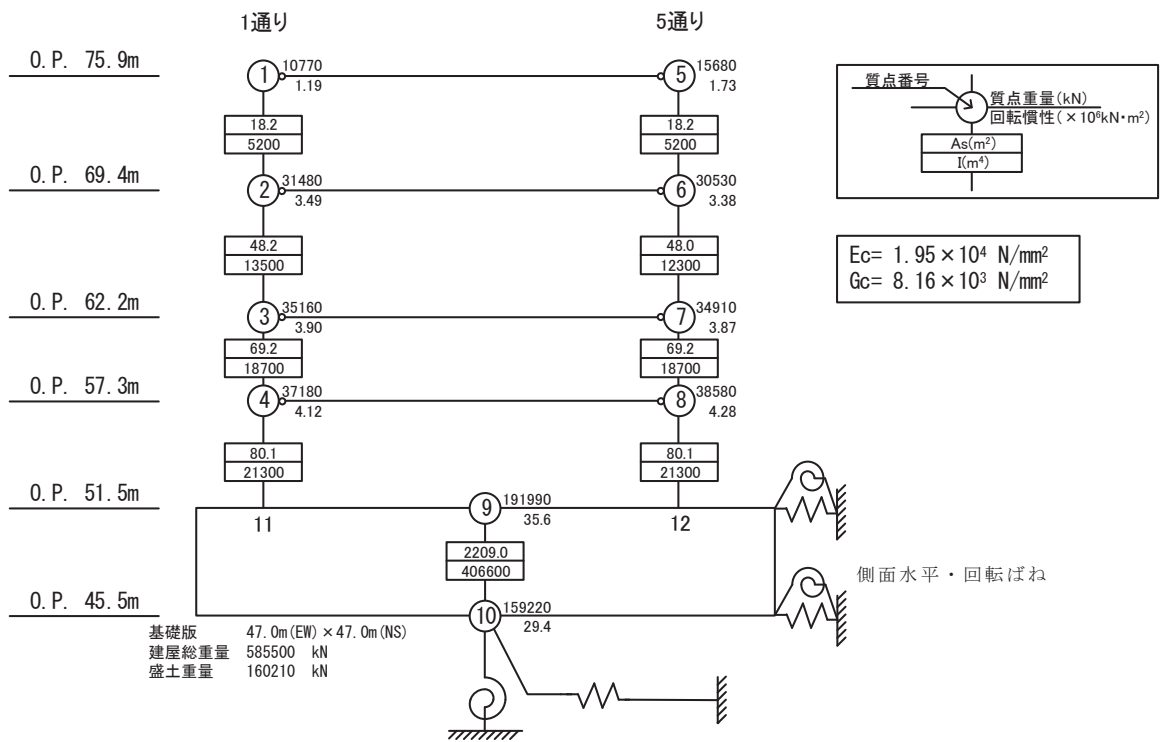 1通り 5通り
O.P. 75.9m
1 10770 5 15680
1.19 1.73
18.2 18.2
5200 5200
質点番号
質点重量(kN)
回転慣性(×10⁶kN・m²)
As(m²)
I(m⁴)
O.P. 69.4m
2 31480 6 30530
3.49 3.38
48.2 48.0
13500 12300
Ec= 1.95×10⁴ N/mm²
Gc= 8.16×10³ N/mm²
O.P. 62.2m
3 35160 7 34910
3.90 3.87
69.2 69.2
18700 18700
O.P. 57.3m
4 37180 8 38580
4.12 4.28
80.1 80.1
21300 21300
O.P. 51.5m
9 191990
11 35.6 12
2209.0
406600
側面水平・回転ばね
O.P. 45.5m
10 159220
29.4
基礎版 47.0m(EW)×47.0m(NS)
建屋総重量 585500 kN
盛土重量 160210 kN